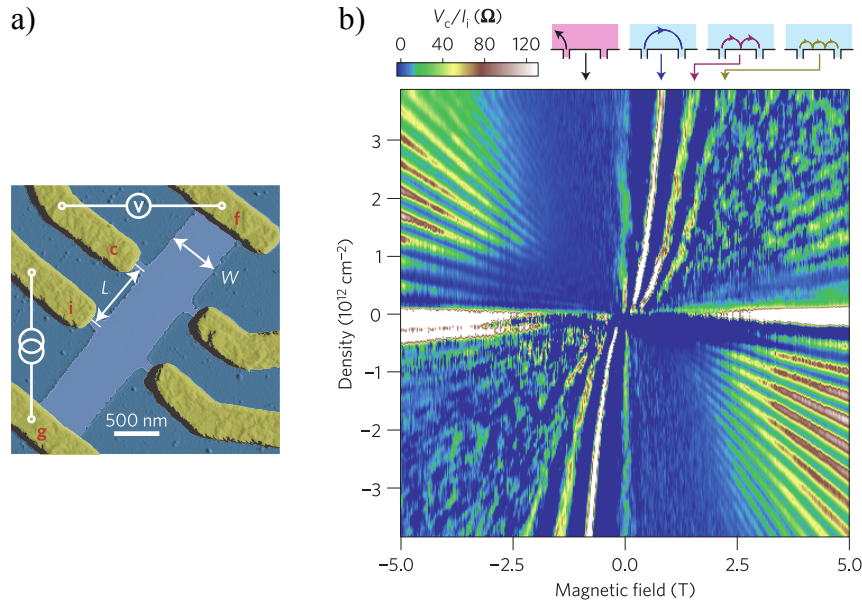 a)
V
f
c
W
L
i
g
500 nm
b)
Vc/Ii (Ω)
0 40 80 120
Density (10¹² cm⁻²)
3
2
1
0
−1
−2
−3
−5.0 −2.5 0.0 2.5 5.0
Magnetic field (T)